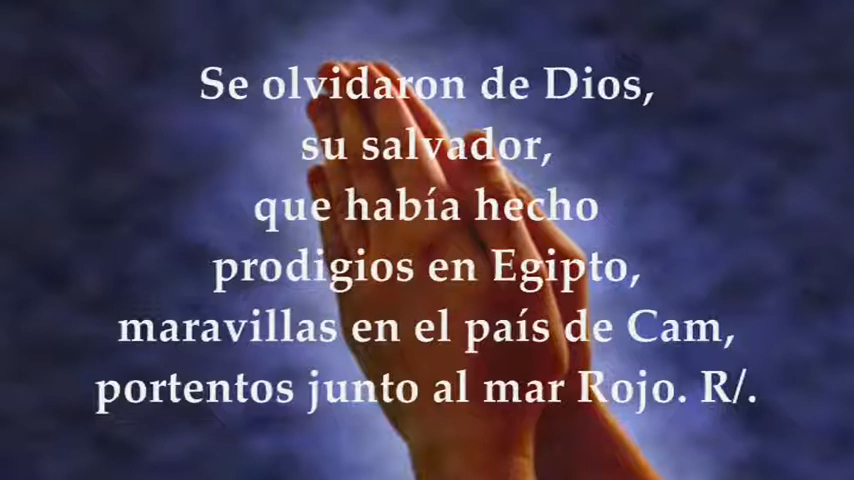 Se olvidaron de Dios,
su salvador,
que había hecho
prodigios en Egipto,
maravillas en el país de Cam,
portentos junto al mar Rojo. R/.